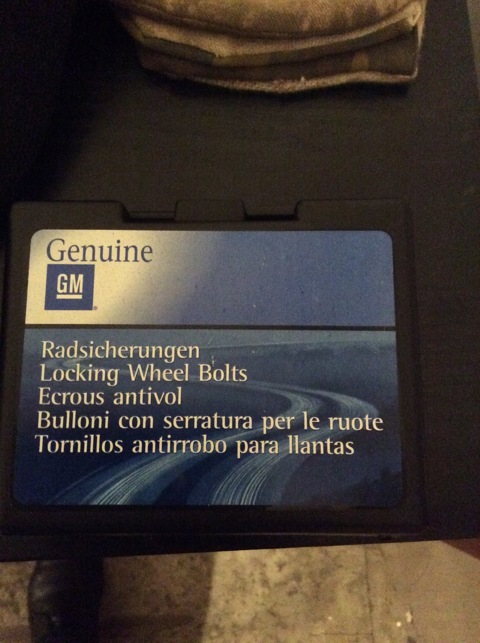 Genuine
GM
Radsicherungen
Locking Wheel Bolts
Ecrous antivol
Bulloni con serratura per le ruote
Tornillos antirrobo para llantas